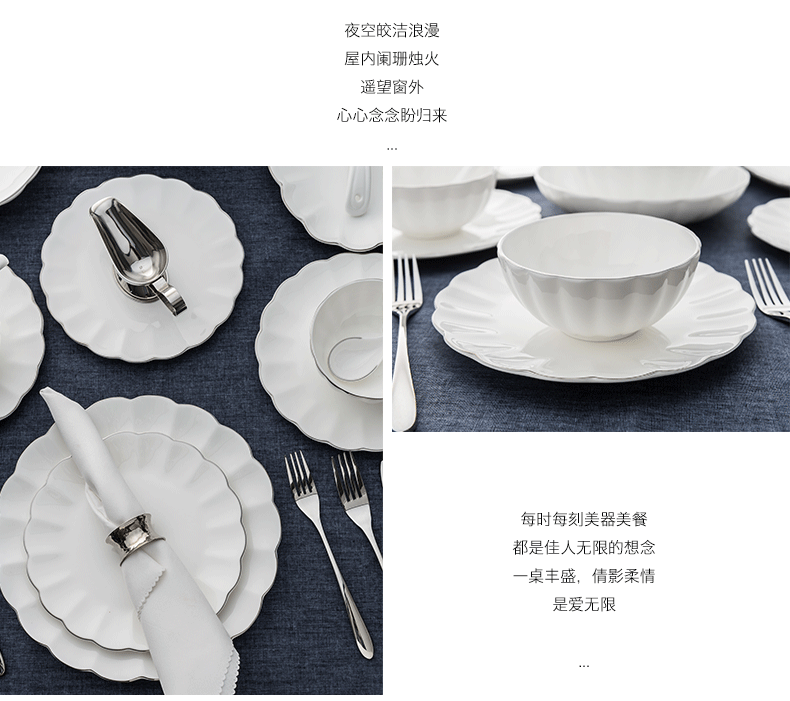 夜空皎洁浪漫
屋内阑珊烛火
遥望窗外
心心念念盼归来
...
每时每刻美器美餐
都是佳人无限的想念
一桌丰盛，倩影柔情
是爱无限
...